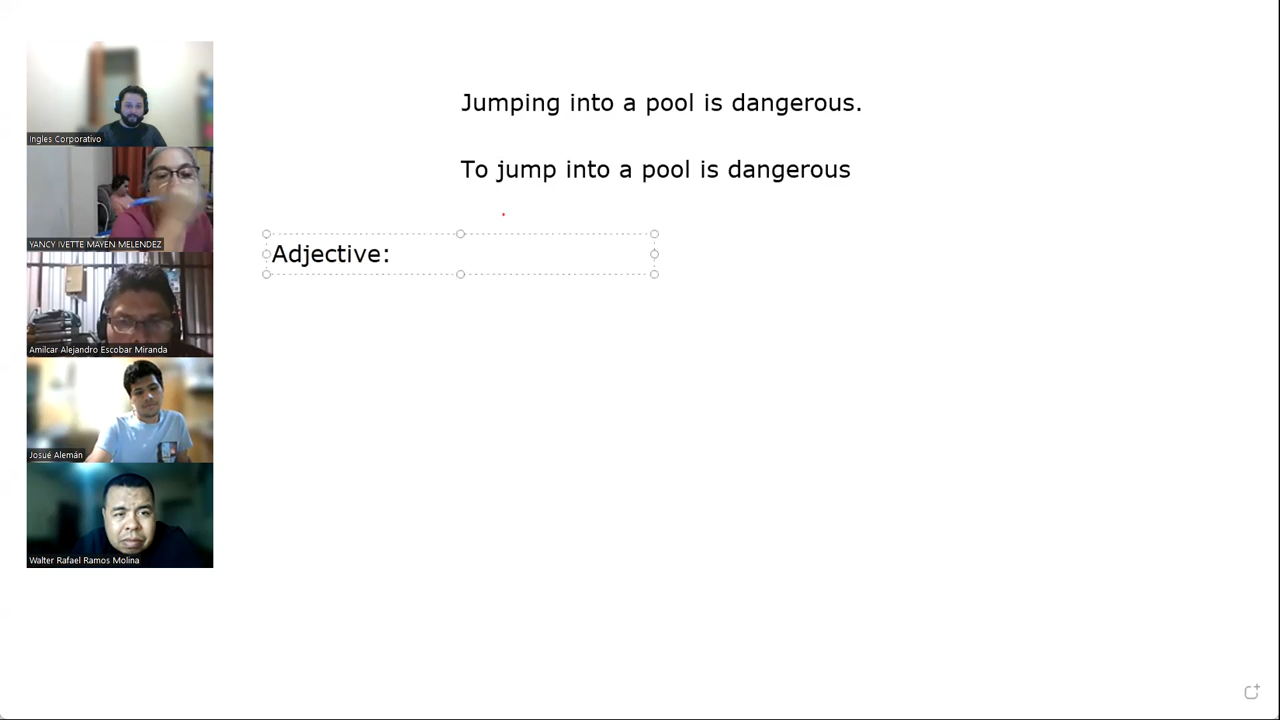 Ingles Corporativo
YANCY IVETTE MAYEN MELENDEZ
Amilcar Alejandro Escobar Miranda
Josué Alemán
Walter Rafael Ramos Molina
Jumping into a pool is dangerous.
To jump into a pool is dangerous
Adjective: